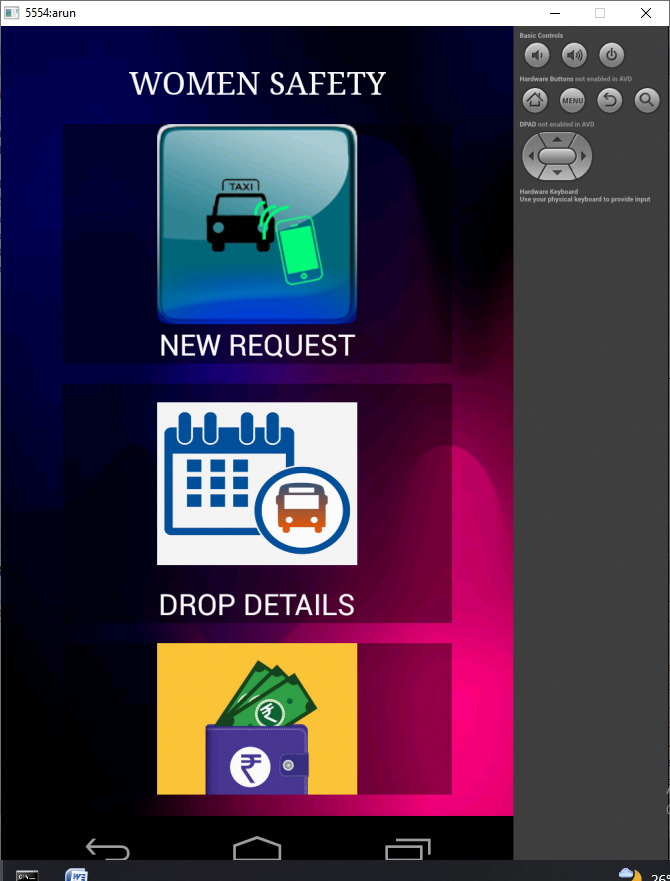 5554:arun
Basic Controls
WOMEN SAFETY
Hardware Buttons not enabled in AVD
MENU
DPAD not enabled in AVD
TAXI
Hardware Keyboard
Use your physical keyboard to provide input
NEW REQUEST
DROP DETAILS
₹
₹